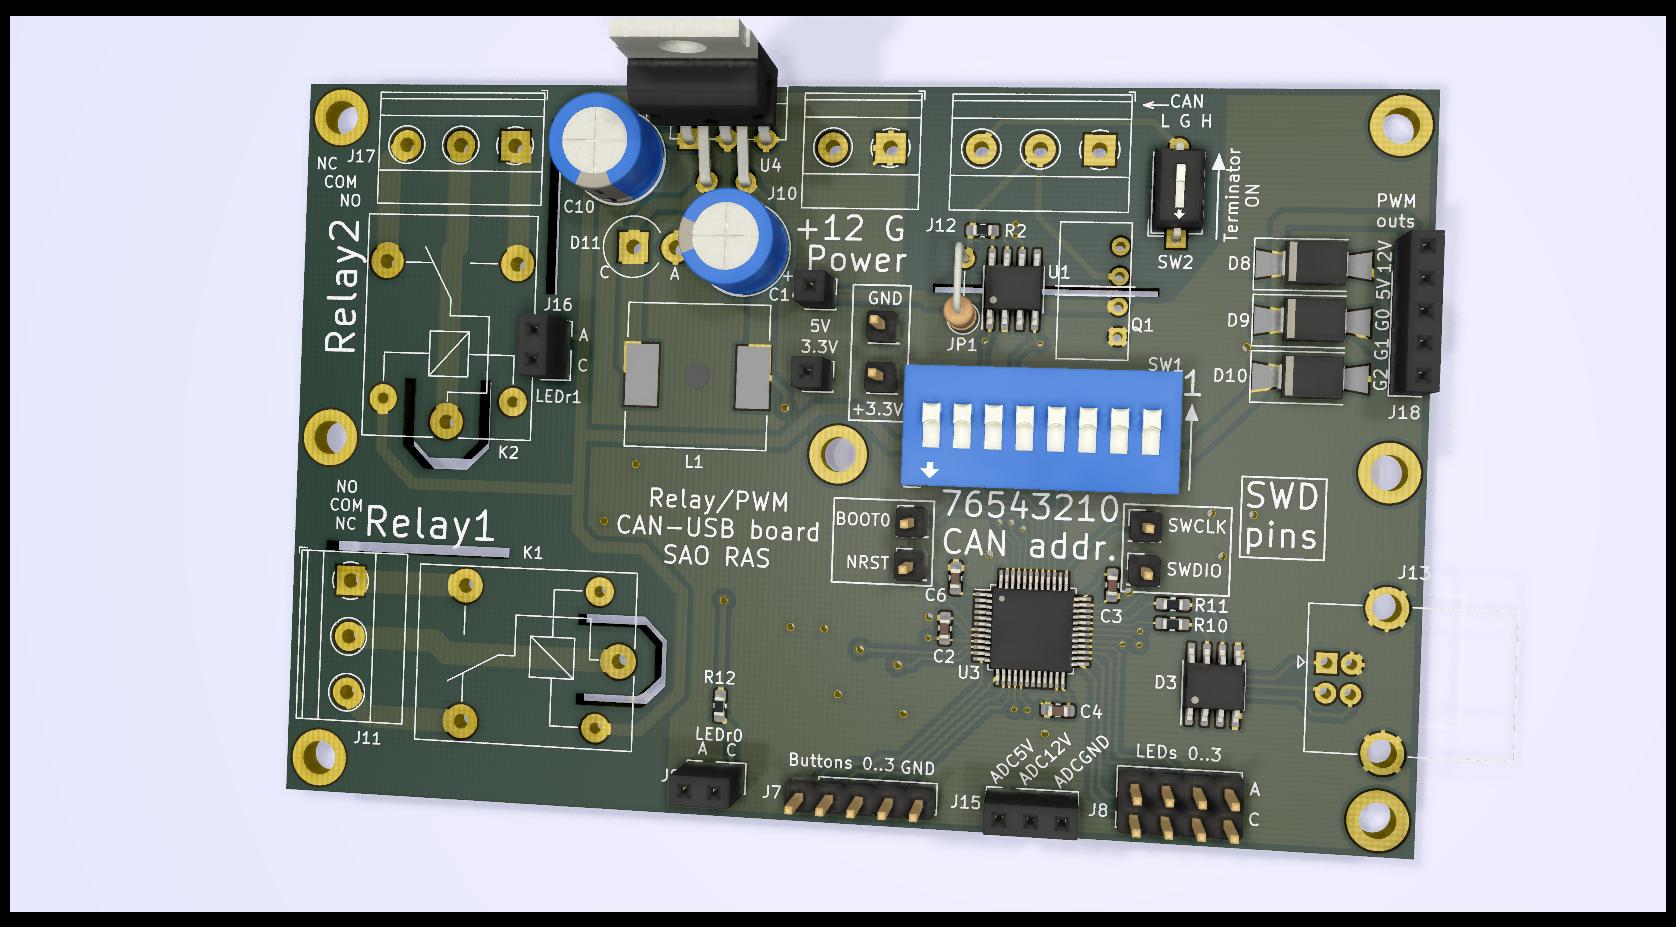 CAN
L G H
J17
NC
COM
NO
Relay2
U4
J10
C10
D11
C
A
+
C1
+12 G
Power
J12
R2
U1
Q1
JP1
Terminator
ON
SW2
PWM
outs
D8
D9
D10
12V
5V
G0
G1
G2
J18
J16
A
C
LEDr1
K2
5V
3.3V
GND
+3.3V
SW1
1
L1
NO
COM
NC
Relay1
K1
Relay/PWM
CAN-USB board
SAO RAS
BOOT0
NRST
76543210
CAN addr.
SWCLK
SWDIO
SWD
pins
J13
C6
C2
C3
R11
R10
U3
D3
C4
J11
R12
LEDr0
A C
Buttons 0..3 GND
J7
ADC5V
ADC12V
ADCGND
J15
LEDs 0..3
J8
A
C